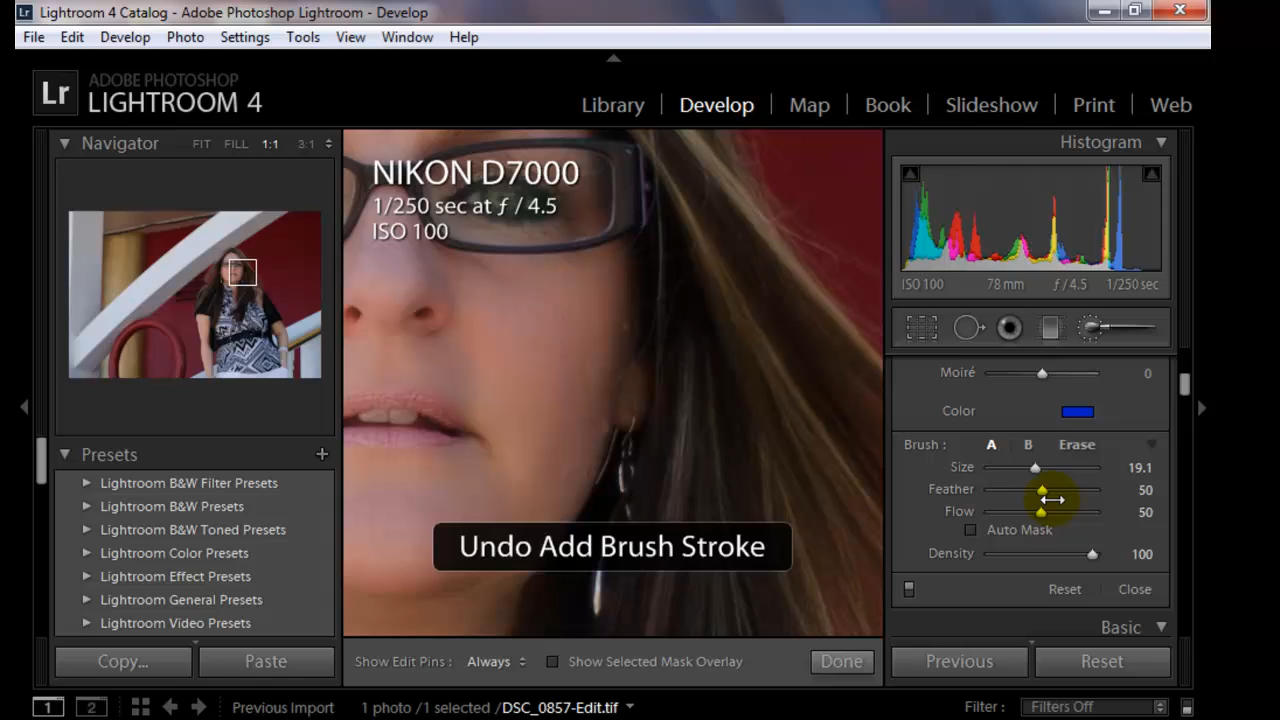 Lr Lightroom 4 Catalog - Adobe Photoshop Lightroom - Develop
File Edit Develop Photo Settings Tools View Window Help
Lr ADOBE PHOTOSHOP
LIGHTROOM 4
Library | Develop | Map | Book | Slideshow | Print | Web
Navigator FIT FILL 1:1 3:1
Presets +
Lightroom B&W Filter Presets
Lightroom B&W Presets
Lightroom B&W Toned Presets
Lightroom Color Presets
Lightroom Effect Presets
Lightroom General Presets
Lightroom Video Presets
Copy... Paste
NIKON D7000
1/250 sec at ƒ / 4.5
ISO 100
Undo Add Brush Stroke
Show Edit Pins : Always Show Selected Mask Overlay Done
Histogram
ISO 100 78 mm ƒ / 4.5 1/250 sec
Moiré 0
Color
Brush : A B Erase
Size 19.1
Feather 50
Flow 50
Auto Mask
Density 100
Reset Close
Basic
Previous Reset
1 2 Previous Import 1 photo / 1 selected / DSC_0857-Edit.tif Filter : Filters Off